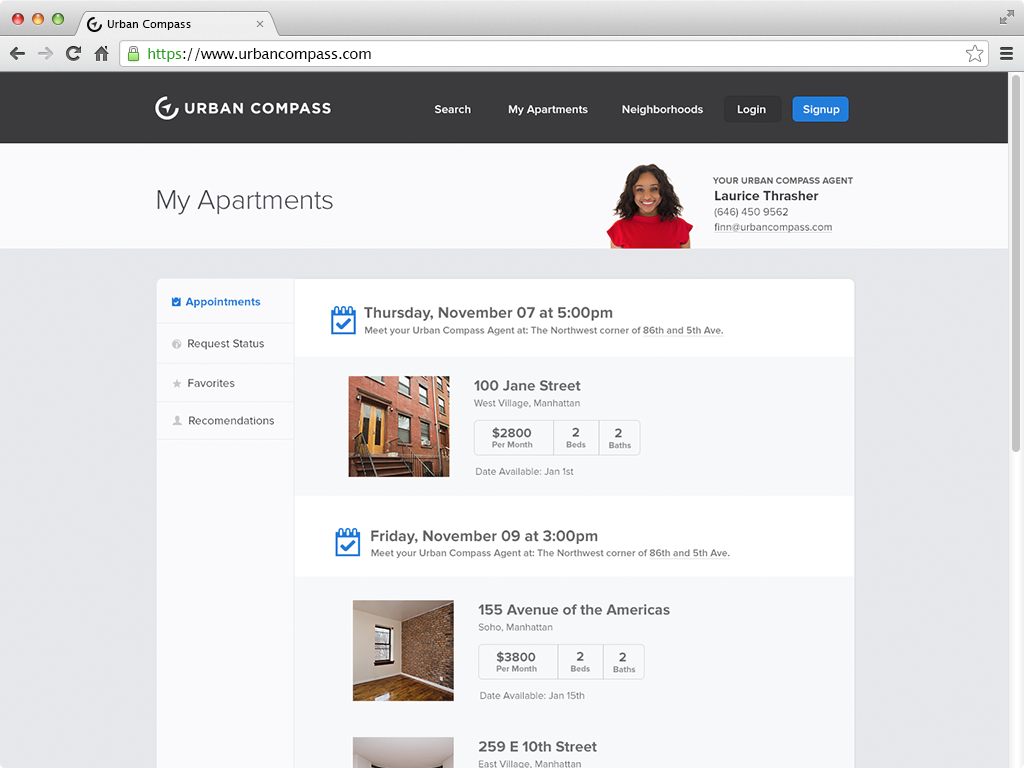 Urban Compass
https://www.urbancompass.com
URBAN COMPASS
Search
My Apartments
Neighborhoods
Login
Signup
My Apartments
YOUR URBAN COMPASS AGENT
Laurice Thrasher
(646) 450 9562
finn@urbancompass.com
Appointments
Request Status
Favorites
Recomendations
Thursday, November 07 at 5:00pm
Meet your Urban Compass Agent at: The Northwest corner of 86th and 5th Ave.
100 Jane Street
West Village, Manhattan
$2800
Per Month
2
Beds
2
Baths
Date Available: Jan 1st
Friday, November 09 at 3:00pm
Meet your Urban Compass Agent at: The Northwest corner of 86th and 5th Ave.
155 Avenue of the Americas
Soho, Manhattan
$3800
Per Month
2
Beds
2
Baths
Date Available: Jan 15th
259 E 10th Street
East Village, Manhattan